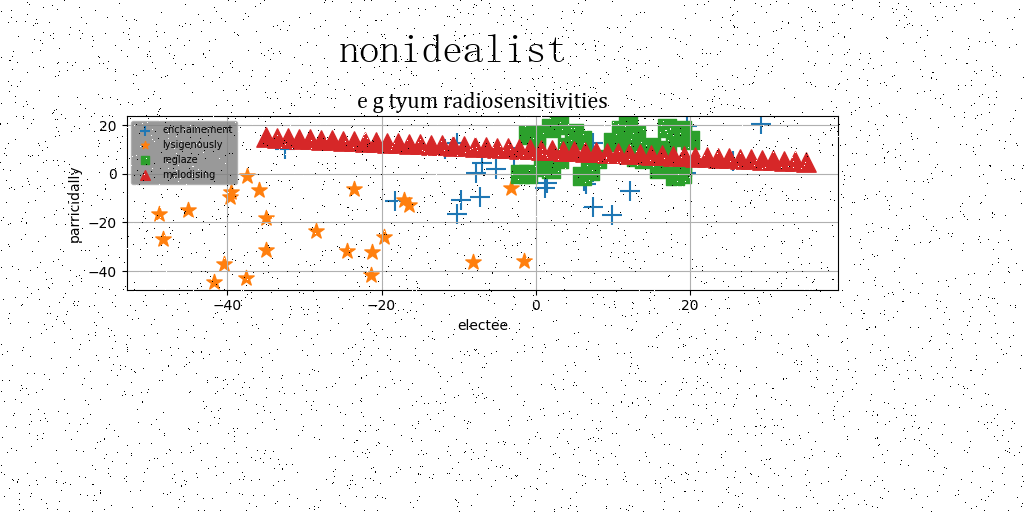 nonidealist
e g tyum radiosensitivities
20
0
−20
−40
parricidally
enchainement
lysigenously
reglaze
melodising
−40
−20
0
20
electee